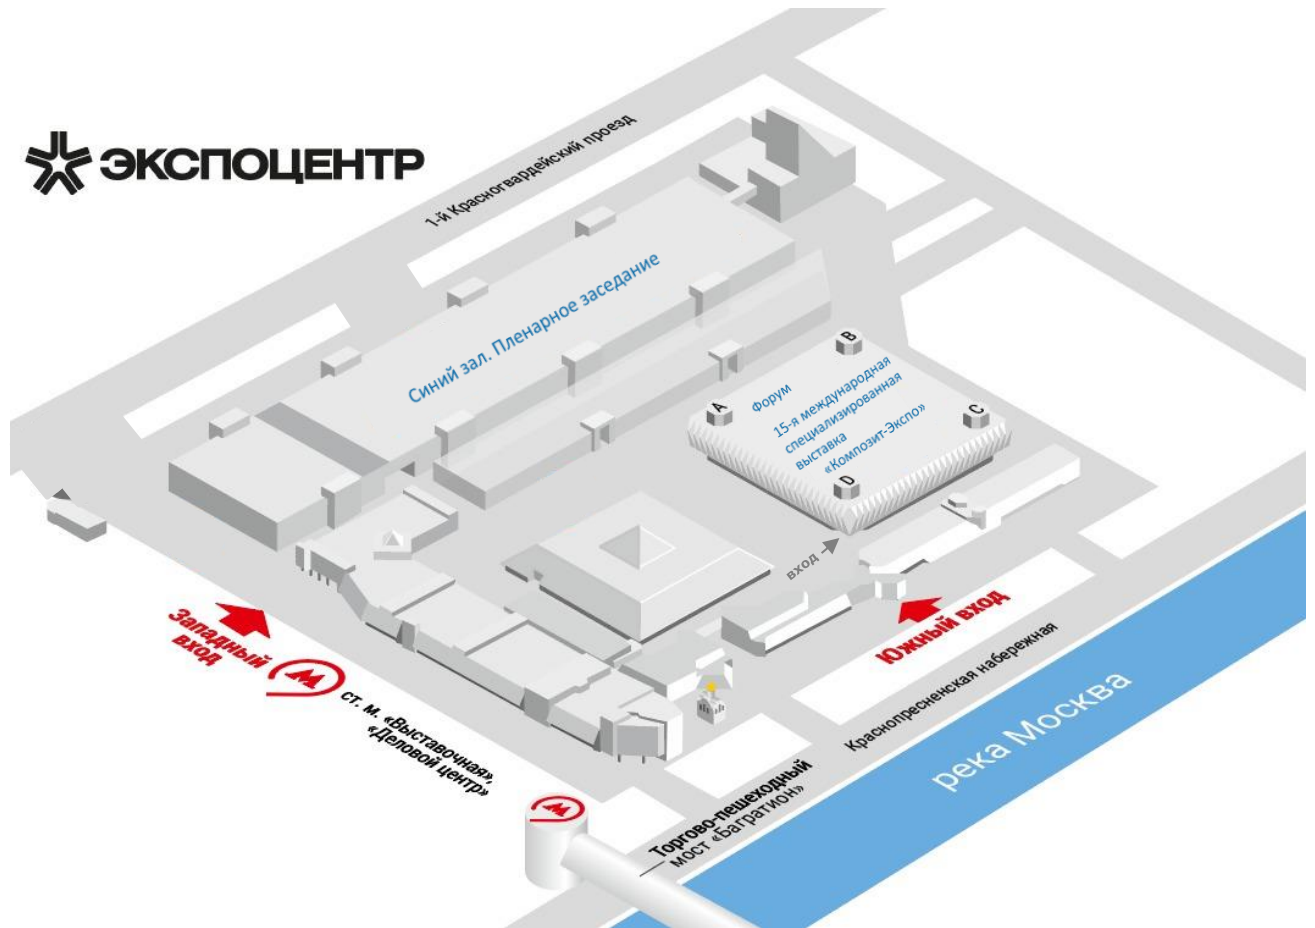 ЭКСПОЦЕНТР
1-й Красногвардейский проезд
Синий зал. Пленарное заседание
B
A
C
D
Форум
15-я международная
специализированная
выставка
«Композит-Экспо»
вход
Западный
вход
Южный вход
ст. м. «Выставочная»,
«Деловой центр»
Краснопресненская набережная
река Москва
Торгово-пешеходный
мост «Багратион»
М
М